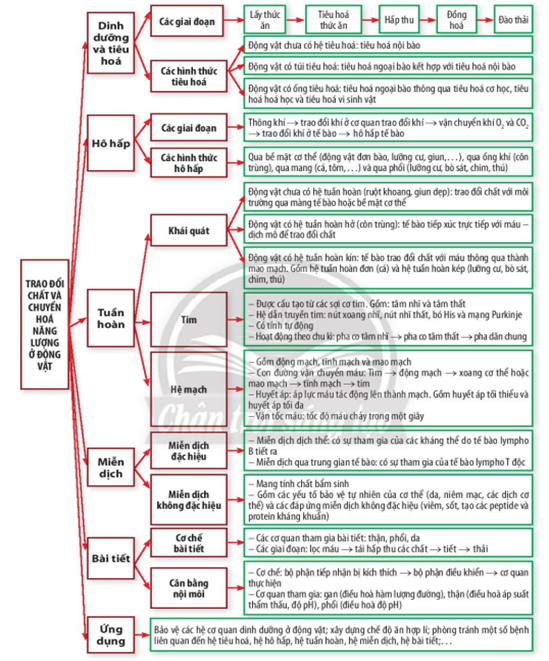 Dinh
dưỡng và tiêu
hoá
Các giai đoạn
Lấy thức
ăn
Tiêu hoá
thức ăn
Hấp thu
Đồng
hoá
Đào thải
Các hình thức
tiêu hoá
Động vật chưa có hệ tiêu hoá: tiêu hoá nội bào
Động vật có túi tiêu hoá: tiêu hoá ngoại bào kết hợp với tiêu hoá nội bào
Động vật có ống tiêu hoá: tiêu hoá ngoại bào thông qua tiêu hoá cơ học, tiêu
hoá hoá học và tiêu hoá vi sinh vật
Hô hấp
Các giai đoạn
Thông khí → trao đổi khí ở cơ quan trao đổi khí → vận chuyển khí O₂ và CO₂
→ trao đổi khí ở tế bào → hô hấp tế bào
Các hình thức
hô hấp
Qua bề mặt cơ thể (động vật đơn bào, lưỡng cư, giun,…), qua ống khí (côn
trùng), qua mang (cá, tôm,…) và qua phổi (lưỡng cư, bò sát, chim, thú)
TRAO ĐỔI
CHẤT VÀ
CHUYỂN
HOÁ
NĂNG
LƯỢNG
Ở ĐỘNG
VẬT
Tuần
hoàn
Khái quát
Động vật chưa có hệ tuần hoàn (ruột khoang, giun dẹp): trao đổi chất với môi
trường qua màng tế bào hoặc bề mặt cơ thể
Động vật có hệ tuần hoàn hở (côn trùng): tế bào tiếp xúc trực tiếp với máu –
dịch mô để trao đổi chất
Động vật có hệ tuần hoàn kín: tế bào trao đổi chất với máu thông qua thành
mao mạch. Gồm hệ tuần hoàn đơn (cá) và hệ tuần hoàn kép (lưỡng cư, bò sát,
chim, thú)
Tim
– Được cấu tạo từ các sợi cơ tim. Gồm: tâm nhĩ và tâm thất
– Hệ dẫn truyền tim: nút xoang nhĩ, nút nhĩ thất, bó His và mạng Purkinje
– Có tính tự động
– Hoạt động theo chu kì: pha co tâm nhĩ → pha co tâm thất → pha dãn chung
Hệ mạch
– Gồm động mạch, tĩnh mạch và mao mạch
– Con đường vận chuyển máu: Tim → động mạch → xoang cơ thể hoặc
mao mạch → tĩnh mạch → tim
– Huyết áp: áp lực máu tác động lên thành mạch. Gồm huyết áp tối thiểu và
huyết áp tối đa
– Vận tốc máu: tốc độ máu chảy trong một giây
Chân trời sáng tạo
Miễn
dịch
Miễn dịch
đặc hiệu
– Miễn dịch dịch thể: có sự tham gia của các kháng thể do tế bào lympho
B tiết ra
– Miễn dịch qua trung gian tế bào: có sự tham gia của tế bào lympho T độc
Miễn dịch
không đặc hiệu
– Mang tính chất bẩm sinh
– Gồm các yếu tố bảo vệ tự nhiên của cơ thể (da, niêm mạc, các dịch cơ
thể) và các đáp ứng miễn dịch không đặc hiệu (viêm, sốt, tạo các peptide và
protein kháng khuẩn)
Bài tiết
Cơ chế
bài tiết
– Các cơ quan tham gia bài tiết: thận, phổi, da
– Các giai đoạn: lọc máu → tái hấp thu các chất → tiết → thải
Cân bằng
nội môi
– Cơ chế: bộ phận tiếp nhận bị kích thích → bộ phận điều khiển → cơ quan
thực hiện
– Cơ quan tham gia: gan (điều hoà hàm lượng đường), thận (điều hoà áp suất
thẩm thấu, độ pH), phổi (điều hoà độ pH)
Ứng
dụng
Bảo vệ các hệ cơ quan dinh dưỡng ở động vật; xây dựng chế độ ăn hợp lí; phòng tránh một số bệnh
liên quan đến hệ tiêu hoá, hệ hô hấp, hệ tuần hoàn, hệ miễn dịch, hệ bài tiết;…